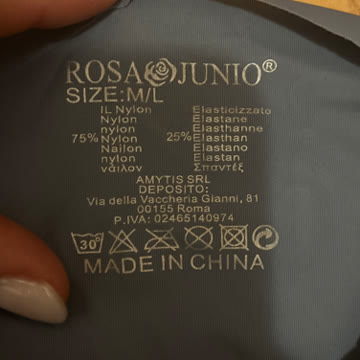 ROSA JUNIO®
SIZE:M/L
IL Nylon Elasticizzato
Nylon Elastane
nylon Elasthanne
75% Nylon 25% Elasthan
Nailon Elastano
nylon Elastan
νάιλον Σπαντέξ
AMYTIS SRL
DEPOSITO:
Via della Vaccheria Gianni, 81
00155 Roma
P.IVA: 02465140974
30
MADE IN CHINA